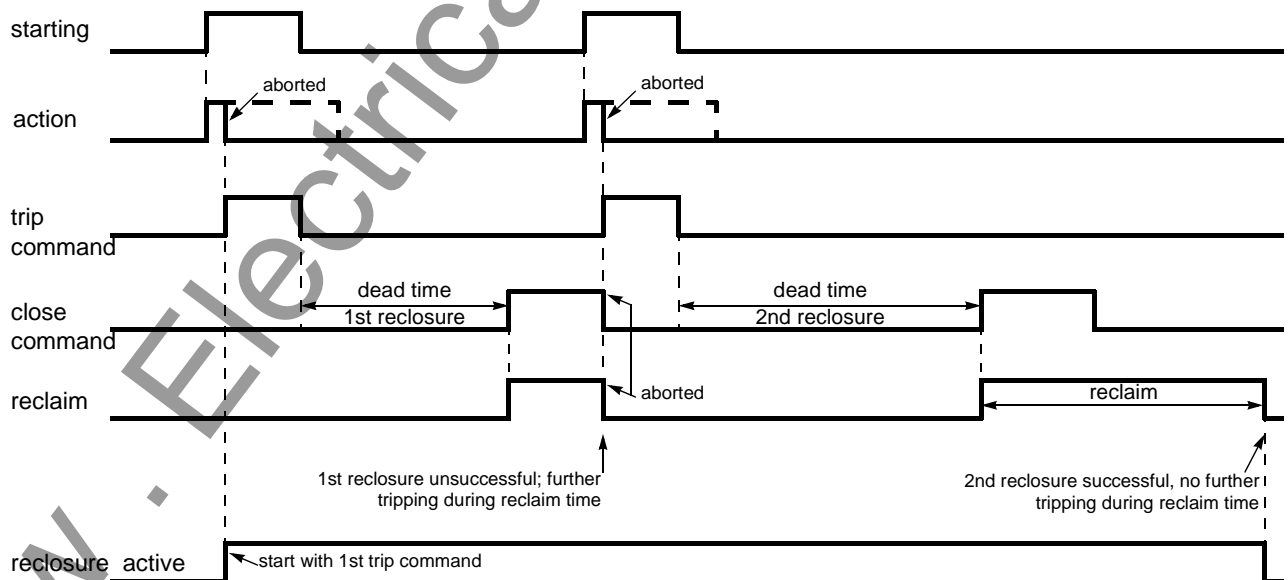 starting
aborted
aborted
action
trip
command
dead time
1st reclosure
dead time
2nd reclosure
close
command
reclaim
aborted
reclaim
1st reclosure unsuccessful; further
tripping during reclaim time
2nd reclosure successful, no further
tripping during reclaim time
reclosure active
start with 1st trip command
w . Electrica